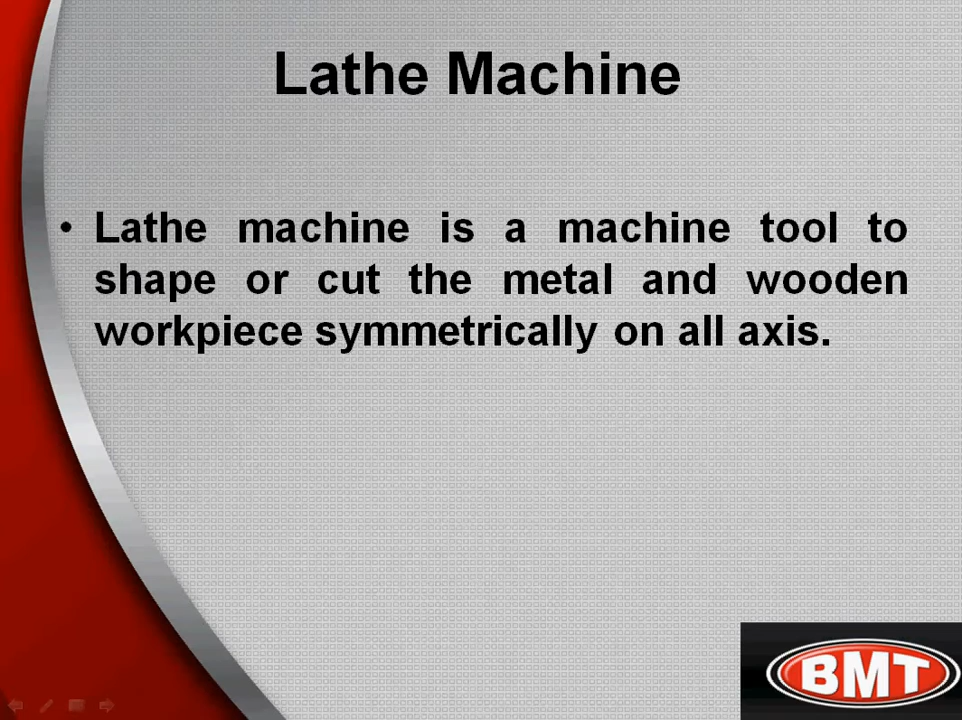 Lathe Machine
• Lathe machine is a machine tool to
shape or cut the metal and wooden
workpiece symmetrically on all axis.
BMT